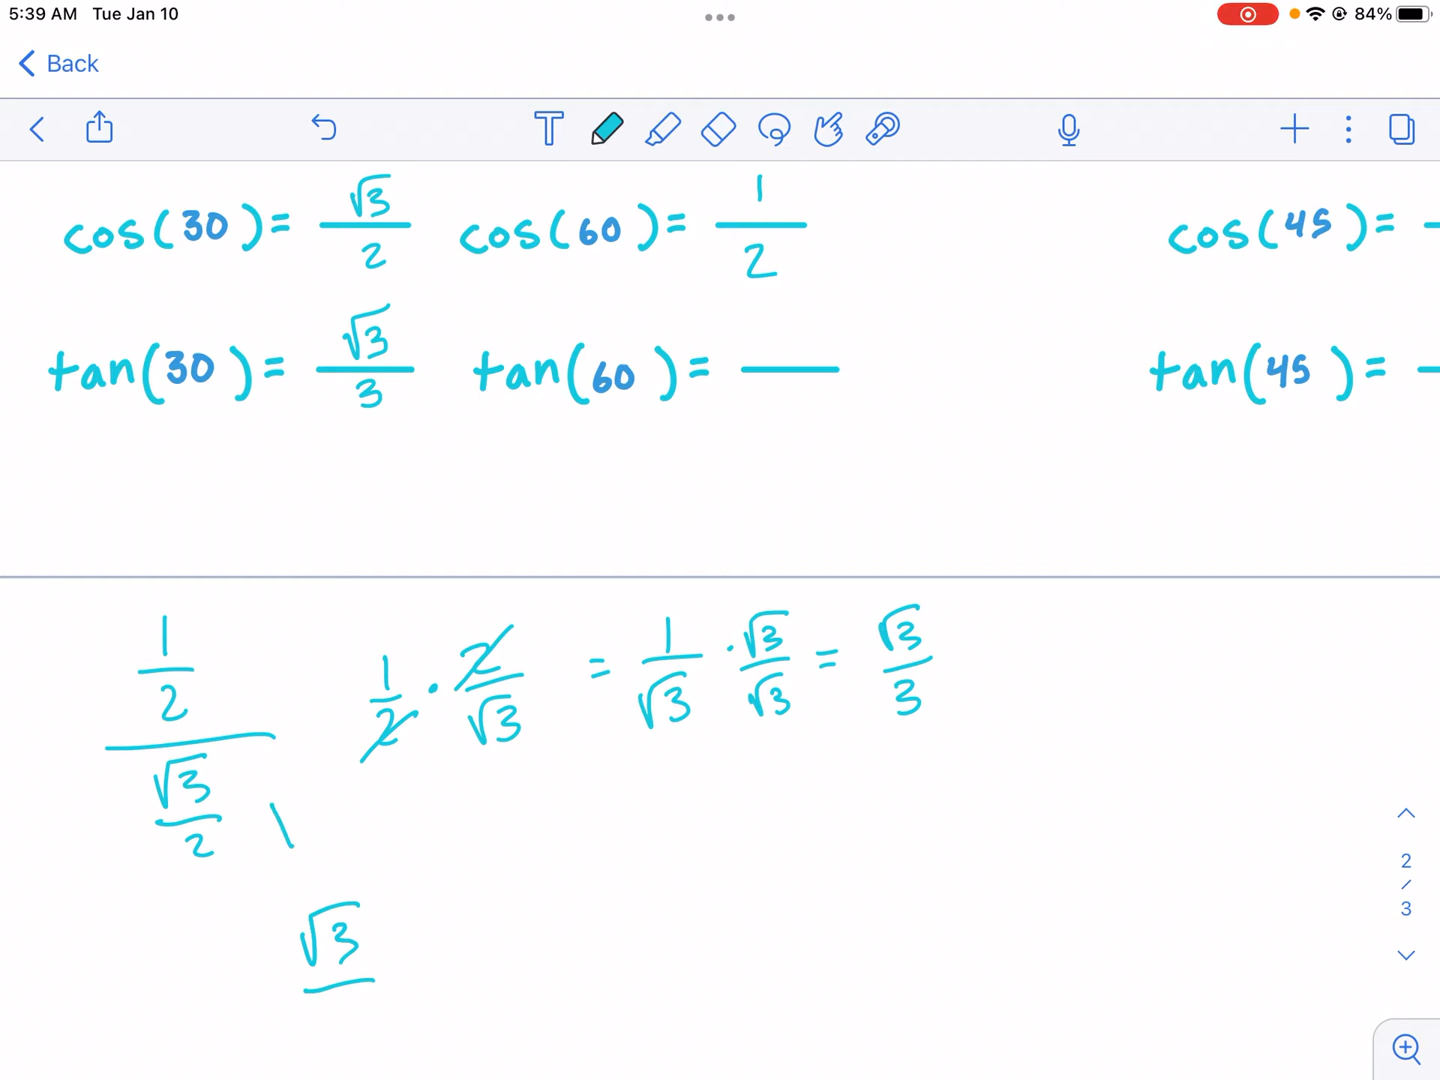 5:39 AM Tue Jan 10 84%
Back
T
cos(30)= √3/2 cos(60)= 1/2 cos(45)=
tan(30)= √3/3 tan(60)= tan(45)=
1/2 / √3/2
1/2 · 2/√3 = 1/√3 · √3/√3 = √3/3
√3
2
/
3